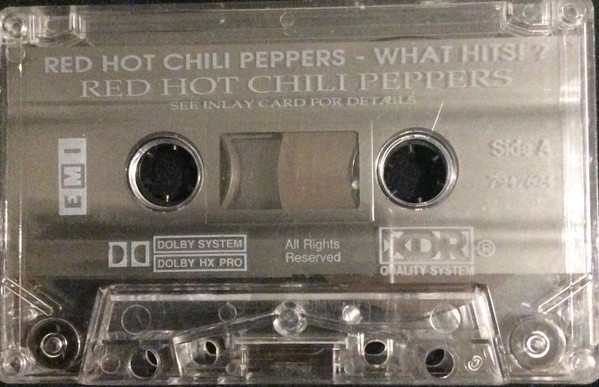 RED HOT CHILI PEPPERS - WHAT HITS! ?
RED HOT CHILI PEPPERS
SEE INLAY CARD FOR DETAILS
Side A
EMI
DOLBY SYSTEM
DOLBY HX PRO
All Rights
Reserved
XDR ®
QUALITY SYSTEM